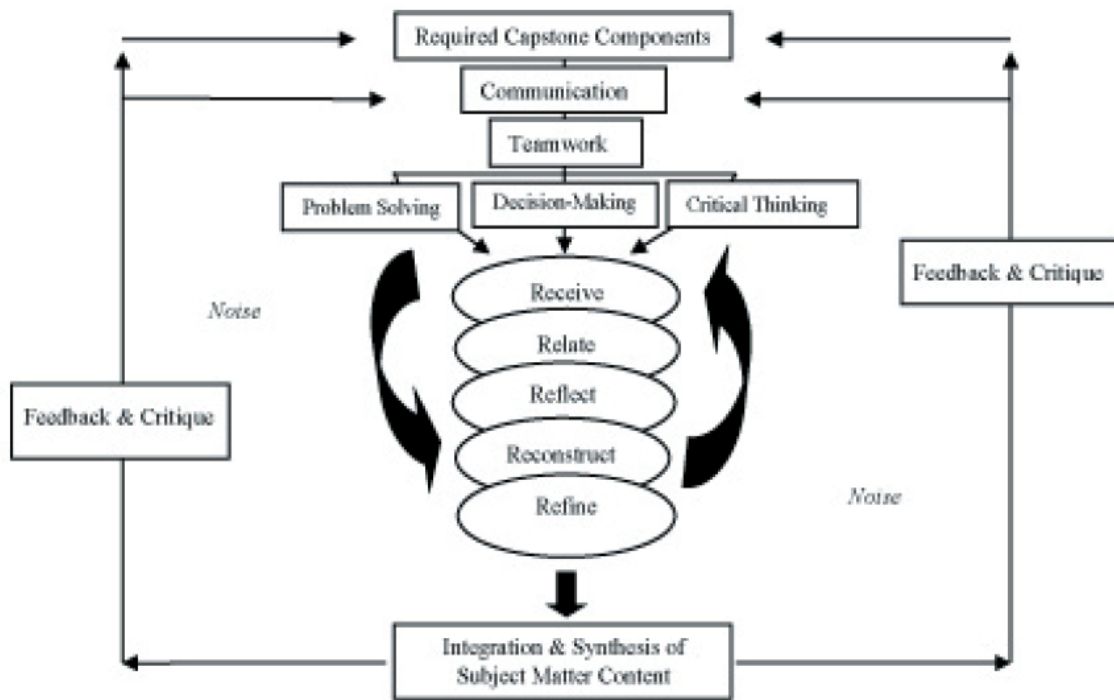 Required Capstone Components
Communication
Teamwork
Problem Solving
Decision-Making
Critical Thinking
Receive
Relate
Reflect
Reconstruct
Refine
Noise
Feedback & Critique
Feedback & Critique
Noise
Integration & Synthesis of
Subject Matter Content